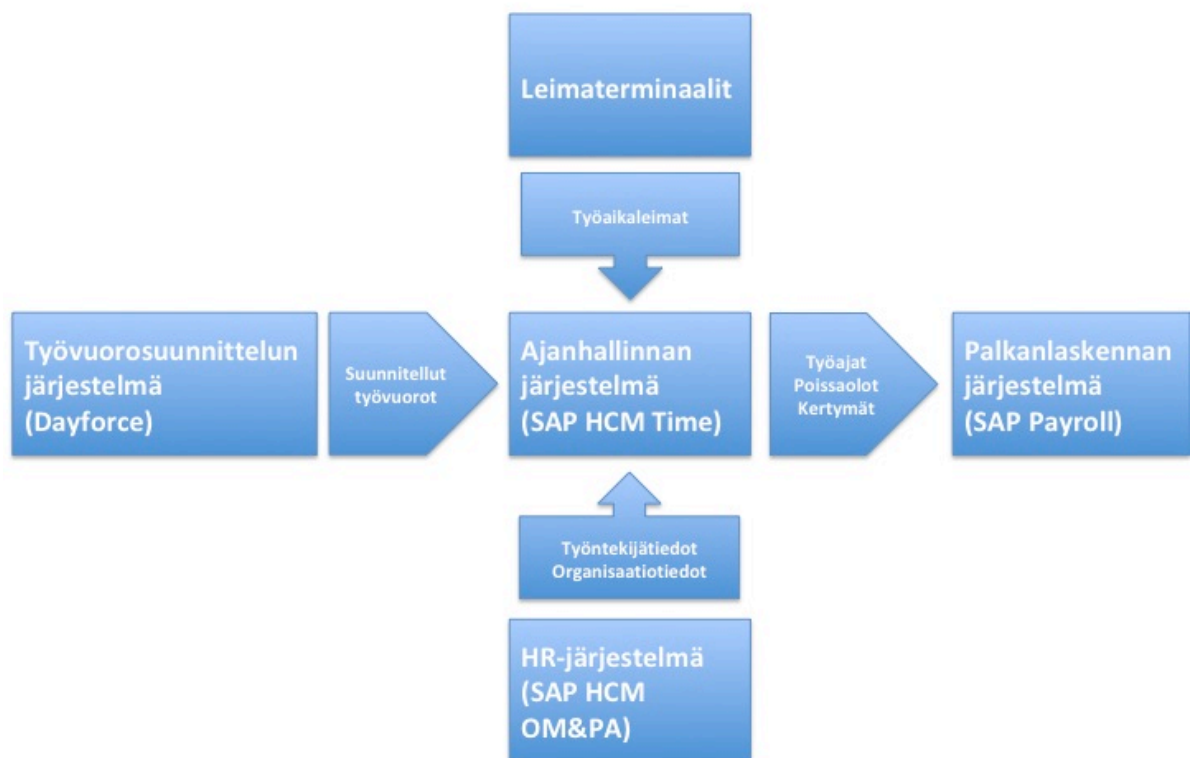 Leimaterminaalit
Työaikaleimat
Työvuorosuunnittelun
järjestelmä
(Dayforce)
Suunnitellut
työvuorot
Ajanhallinnan
järjestelmä
(SAP HCM Time)
Työajat
Poissaolot
Kertymät
Palkanlaskennan
järjestelmä
(SAP Payroll)
Työntekijätiedot
Organisaatiotiedot
HR-järjestelmä
(SAP HCM
OM&PA)